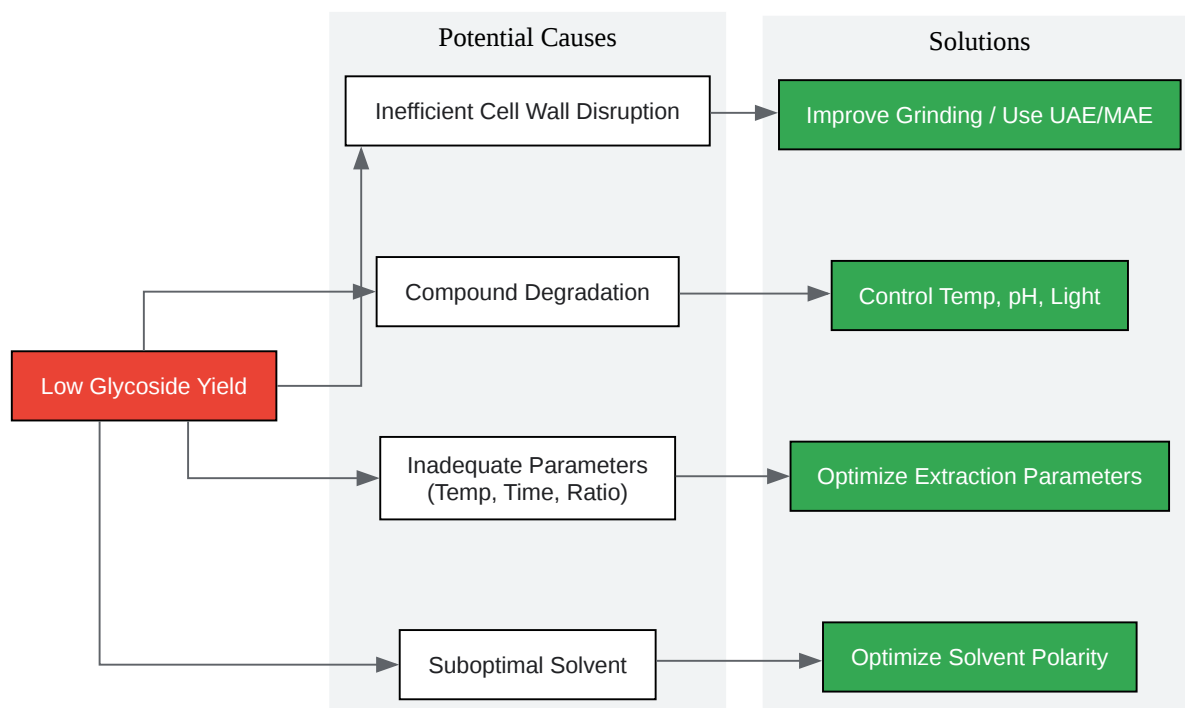 Potential Causes
Solutions
Inefficient Cell Wall Disruption
Improve Grinding / Use UAE/MAE
Compound Degradation
Control Temp, pH, Light
Low Glycoside Yield
Inadequate Parameters
(Temp, Time, Ratio)
Optimize Extraction Parameters
Suboptimal Solvent
Optimize Solvent Polarity